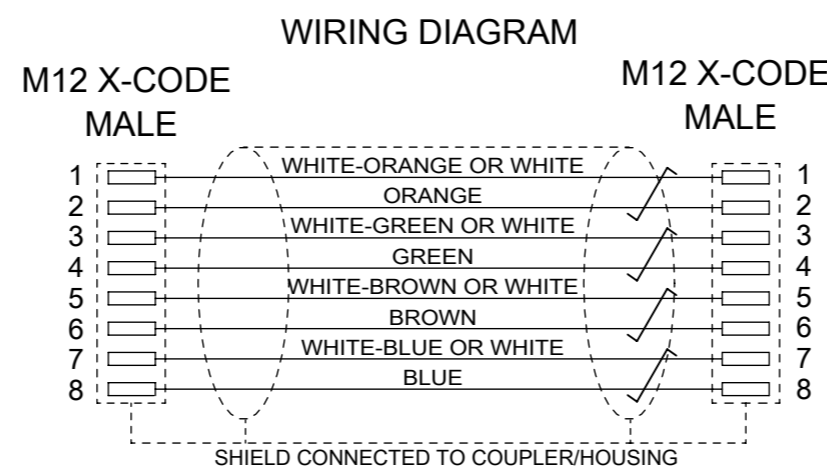 WIRING DIAGRAM
M12 X-CODE
MALE
M12 X-CODE
MALE
1 WHITE-ORANGE OR WHITE 1
2 ORANGE 2
3 WHITE-GREEN OR WHITE 3
4 GREEN 4
5 WHITE-BROWN OR WHITE 5
6 BROWN 6
7 WHITE-BLUE OR WHITE 7
8 BLUE 8
SHIELD CONNECTED TO COUPLER/HOUSING